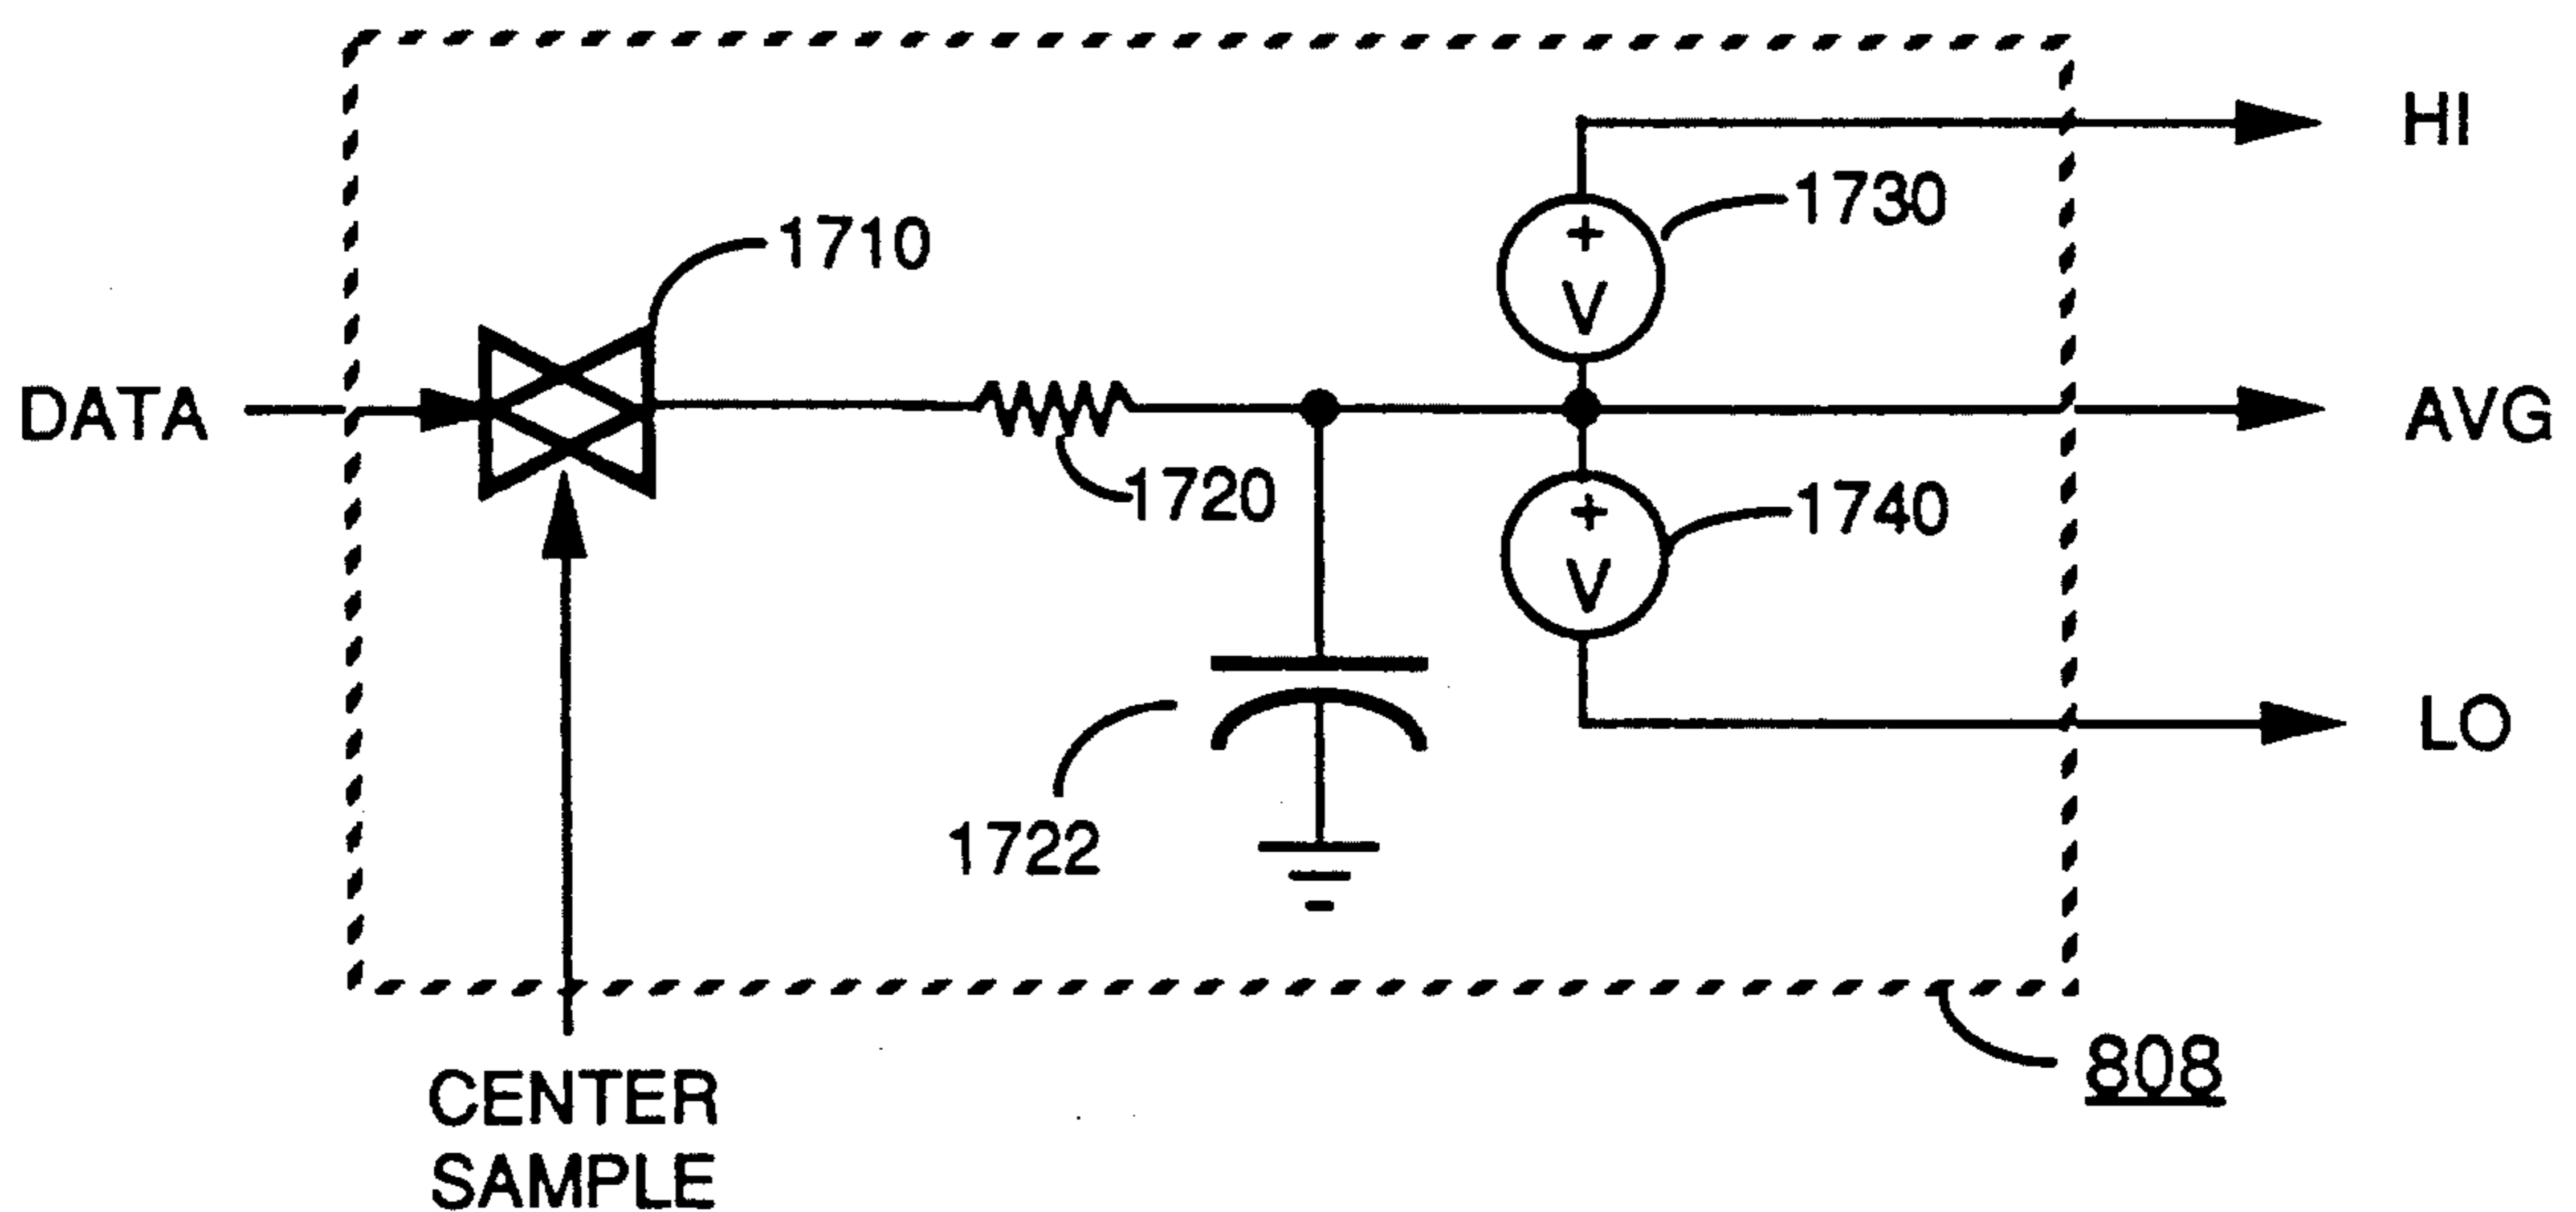 HI
1730
1710
+
V
DATA
AVG
1720
1740
+
V
LO
1722
808
CENTER
SAMPLE